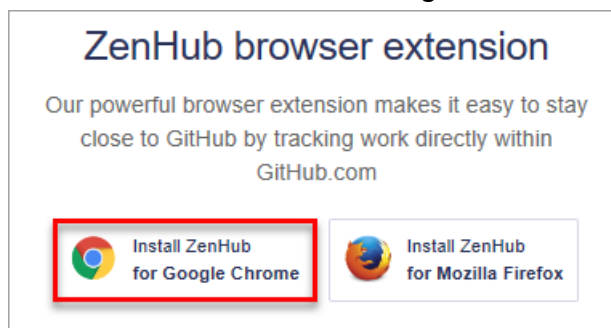 ZenHub browser extension
Our powerful browser extension makes it easy to stay
close to GitHub by tracking work directly within
GitHub.com
Install ZenHub
for Google Chrome
Install ZenHub
for Mozilla Firefox